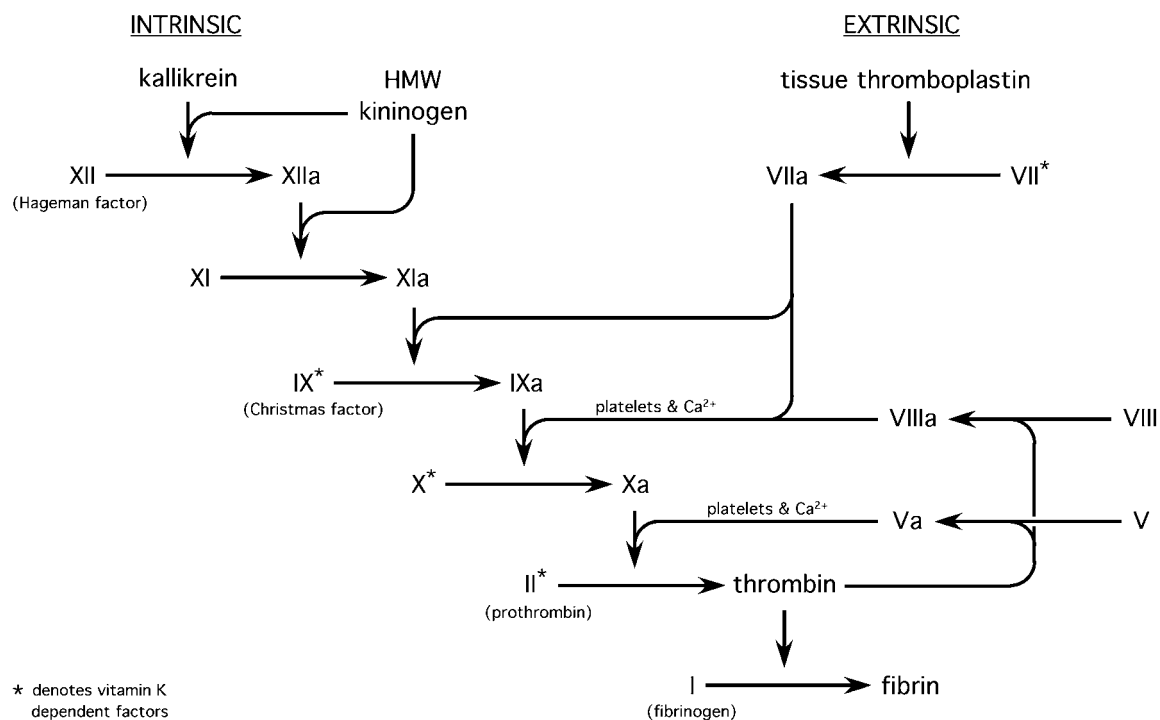 INTRINSIC
EXTRINSIC
kallikrein
HMW
kininogen
tissue thromboplastin
XII
(Hageman factor)
XIIa
VIIa
VII*
XI
XIa
IX*
(Christmas factor)
IXa
platelets & Ca²⁺
VIIIa
VIII
X*
Xa
platelets & Ca²⁺
Va
V
II*
(prothrombin)
thrombin
I
(fibrinogen)
fibrin
* denotes vitamin K
dependent factors